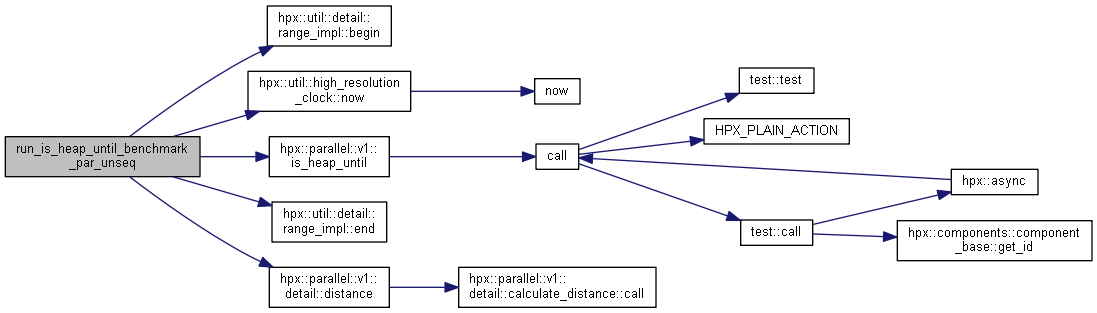 hpx::util::detail::
range_impl::begin
hpx::util::high_resolution
_clock::now
now
test::test
HPX_PLAIN_ACTION
run_is_heap_until_benchmark
_par_unseq
hpx::parallel::v1::
is_heap_until
call
hpx::async
hpx::util::detail::
range_impl::end
test::call
hpx::components::component
_base::get_id
hpx::parallel::v1::
detail::distance
hpx::parallel::v1::
detail::calculate_distance::call